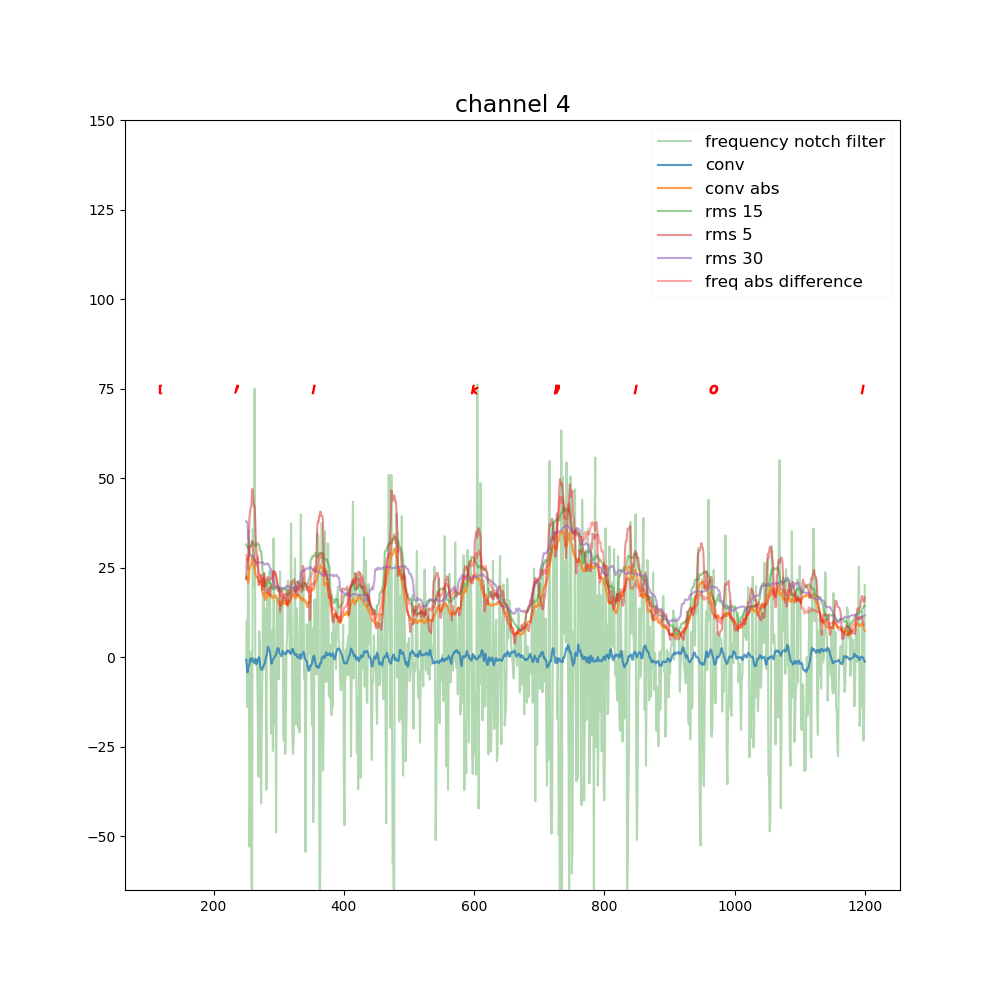 channel 4
150
frequency notch filter
conv
conv abs
rms 15
rms 5
rms 30
freq abs difference
125
100
75
k
l
O
l
50
25
0
−25
−50
200 400 600 800 1000 1200